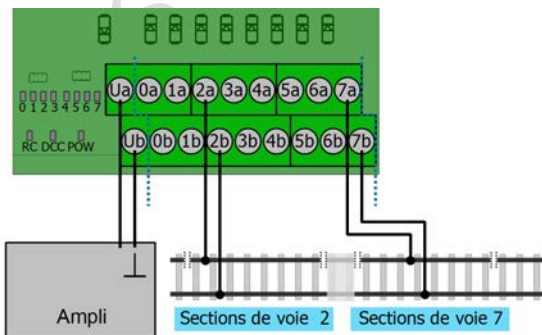 Ua 0a 1a 2a 3a 4a 5a 6a 7a
0 1 2 3 4 5 6 7
RC DCC POW
Ub 0b 1b 2b 3b 4b 5b 6b 7b
Ampli
Sections de voie 2
Sections de voie 7